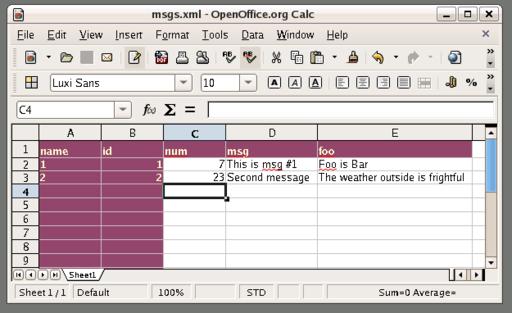 msgs.xml - OpenOffice.org Calc
File Edit View Insert Format Tools Data Window Help
Luxi Sans 10
C4 f(x) Σ =
A B C D E
1 name id num msg foo
2 1 1 7 This is msg #1 Foo is Bar
3 2 2 23 Second message The weather outside is frightful
4
5
6
7
8
9
Sheet1
Sheet 1 / 1 Default 100% STD Sum=0 Average=